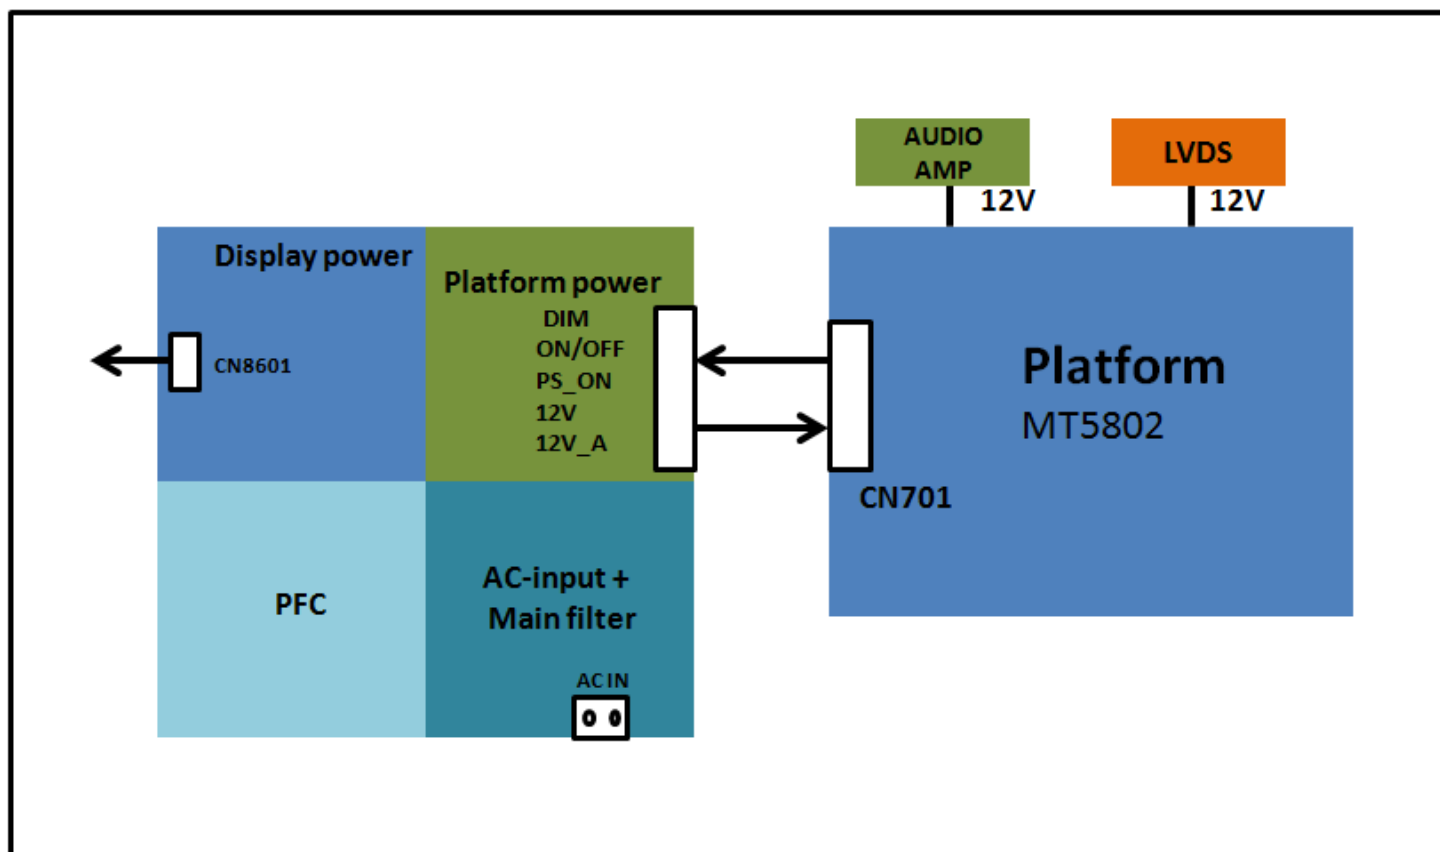 AUDIO
AMP
LVDS
12V
12V
Display power
Platform power
DIM
ON/OFF
PS_ON
12V
12V_A
CN8601
Platform
MT5802
CN701
PFC
AC-input +
Main filter
AC IN